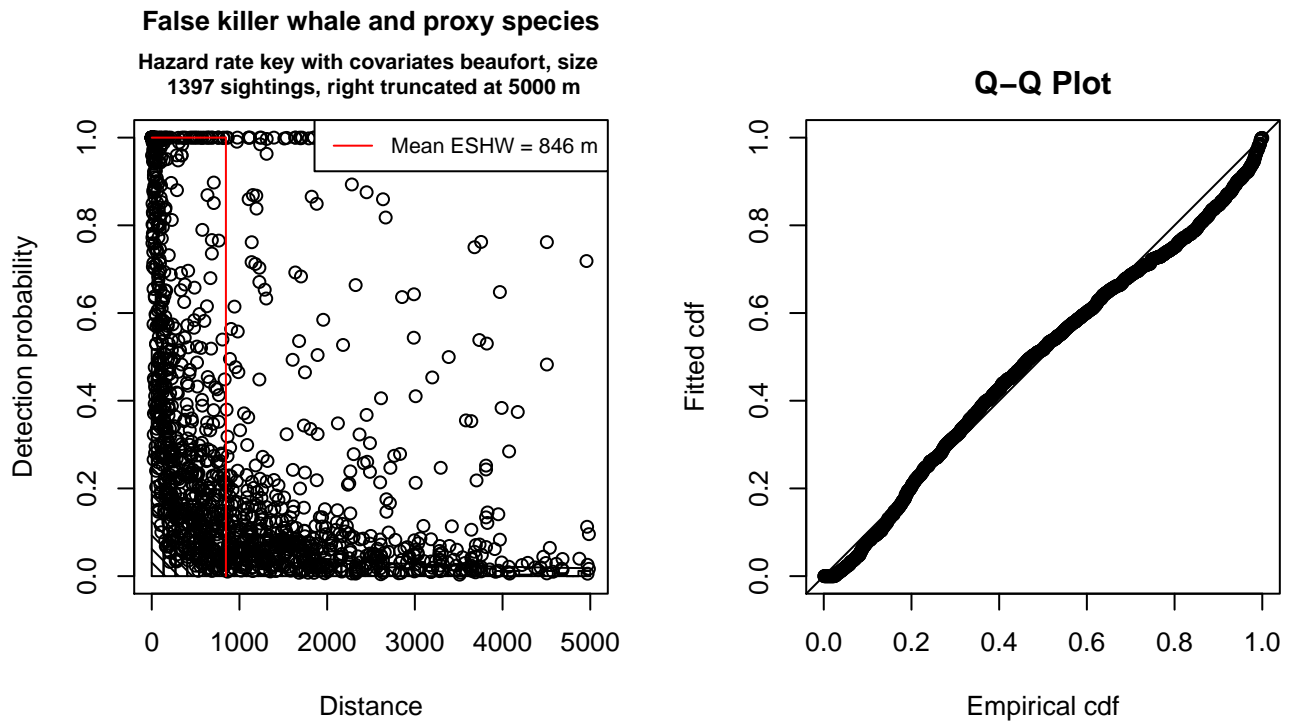 False killer whale and proxy species
Hazard rate key with covariates beaufort, size
1397 sightings, right truncated at 5000 m
Mean ESHW = 846 m
Detection probability
0.0 0.2 0.4 0.6 0.8 1.0
0 1000 2000 3000 4000 5000
Distance
Q−Q Plot
Fitted cdf
0.0 0.2 0.4 0.6 0.8 1.0
0.0 0.2 0.4 0.6 0.8 1.0
Empirical cdf